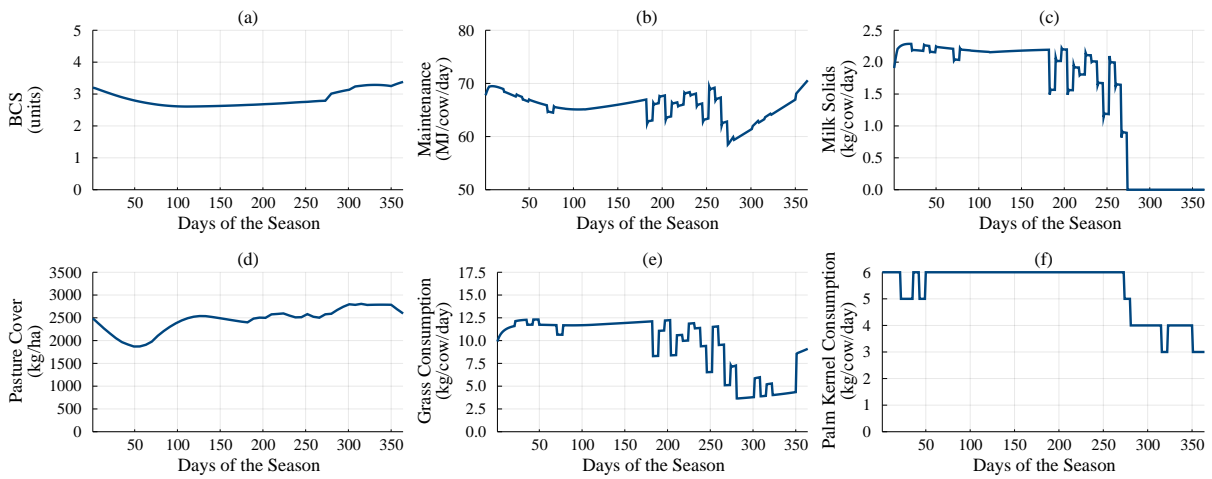 (a)
5
4
3
2
1
0
BCS
(units)
50 100 150 200 250 300 350
Days of the Season
(b)
80
70
60
50
Maintenance
(MJ/cow/day)
50 100 150 200 250 300 350
Days of the Season
(c)
2.5
2.0
1.5
1.0
0.5
0.0
Milk Solids
(kg/cow/day)
50 100 150 200 250 300 350
Days of the Season
(d)
3500
3000
2500
2000
1500
1000
500
0
Pasture Cover
(kg/ha)
50 100 150 200 250 300 350
Days of the Season
(e)
17.5
15.0
12.5
10.0
7.5
5.0
2.5
0.0
Grass Consumption
(kg/cow/day)
50 100 150 200 250 300 350
Days of the Season
(f)
6
5
4
3
2
1
0
Palm Kernel Consumption
(kg/cow/day)
50 100 150 200 250 300 350
Days of the Season